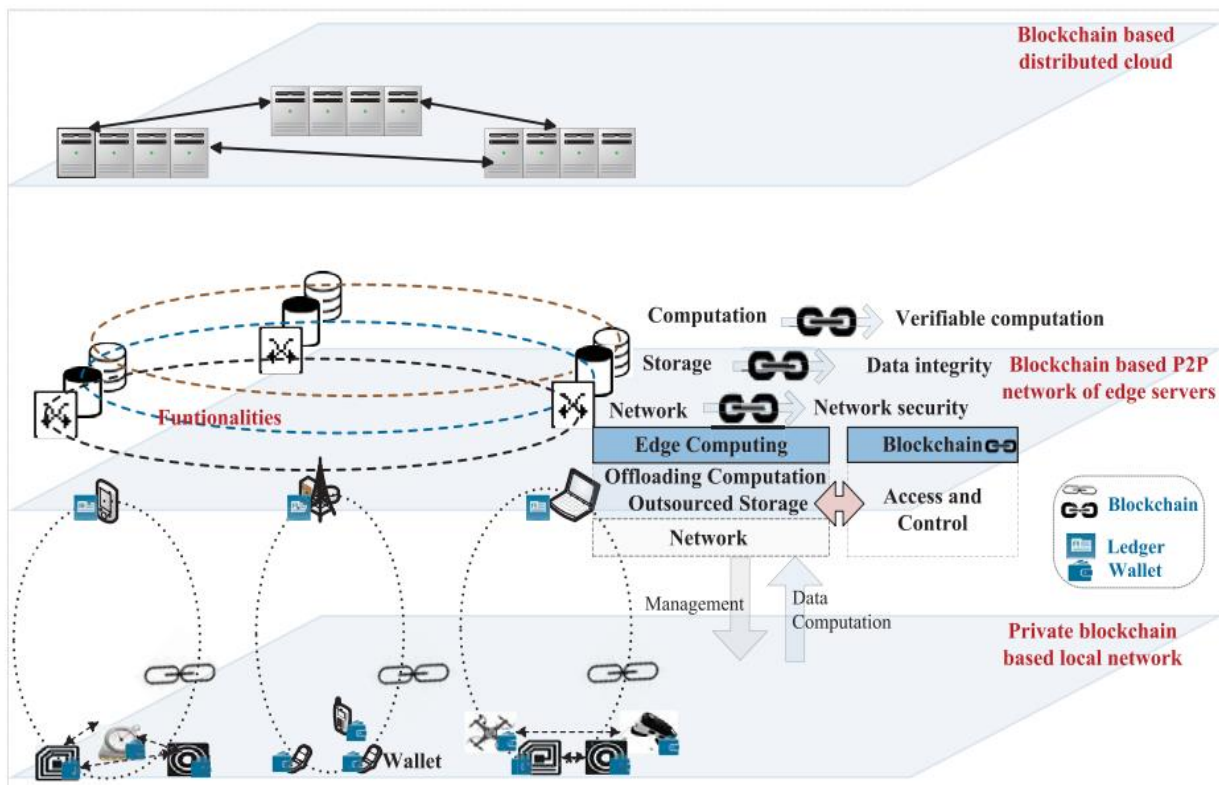 Blockchain based
distributed cloud
Computation
Verifiable computation
Storage
Data integrity
Blockchain based P2P
network of edge servers
Network
Network security
Funtionalities
Edge Computing
Blockchain
Offloading Computation
Outsourced Storage
Access and
Control
Network
Blockchain
Ledger
Wallet
Management
Data
Computation
Private blockchain
based local network
Wallet